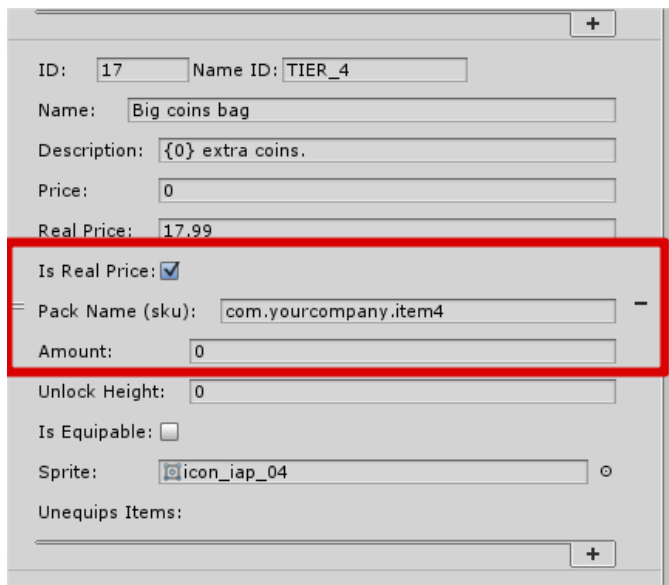 +
ID: 17 Name ID: TIER_4
Name: Big coins bag
Description: {0} extra coins.
Price: 0
Real Price: 17.99
Is Real Price:
Pack Name (sku): com.yourcompany.item4
Amount: 0
Unlock Height: 0
Is Equipable:
Sprite: icon_iap_04
Unequips Items:
+